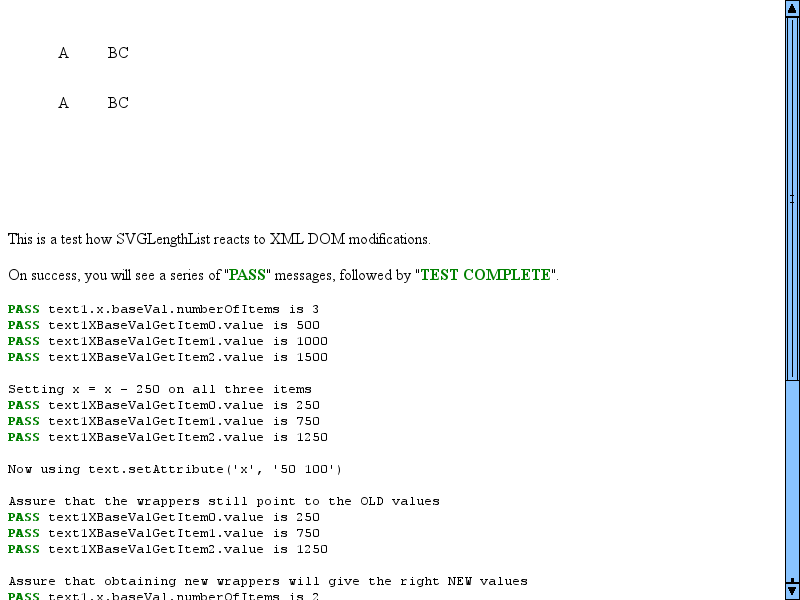 A BC
A BC
This is a test how SVGLengthList reacts to XML DOM modifications.
On success, you will see a series of "PASS" messages, followed by "TEST COMPLETE".
PASS text1.x.baseVal.numberOfItems is 3
PASS text1XBaseValGetItem0.value is 500
PASS text1XBaseValGetItem1.value is 1000
PASS text1XBaseValGetItem2.value is 1500
Setting x = x - 250 on all three items
PASS text1XBaseValGetItem0.value is 250
PASS text1XBaseValGetItem1.value is 750
PASS text1XBaseValGetItem2.value is 1250
Now using text.setAttribute('x', '50 100')
Assure that the wrappers still point to the OLD values
PASS text1XBaseValGetItem0.value is 250
PASS text1XBaseValGetItem1.value is 750
PASS text1XBaseValGetItem2.value is 1250
Assure that obtaining new wrappers will give the right NEW values
PASS text1.x.baseVal.numberOfItems is 2